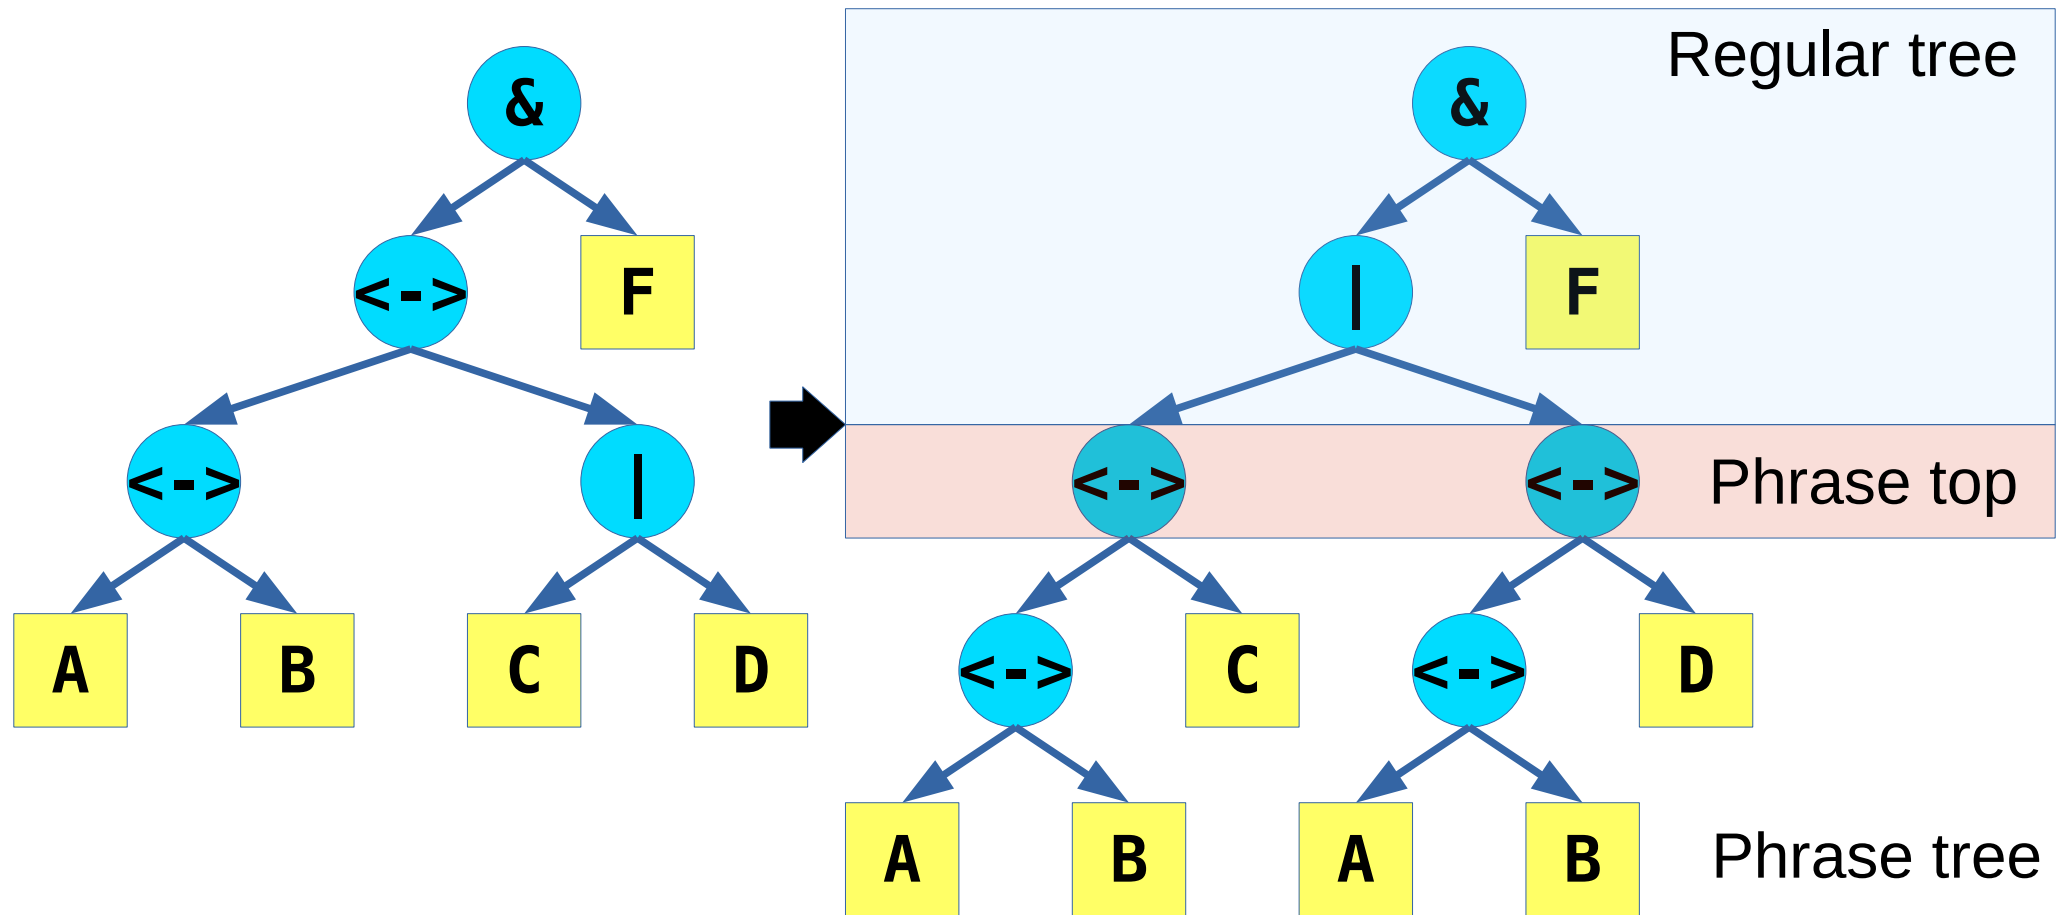 Regular tree
&
&
<->
F
|
F
<->
|
<->
<->
Phrase top
A
B
C
D
<->
C
<->
D
A
B
A
B
Phrase tree